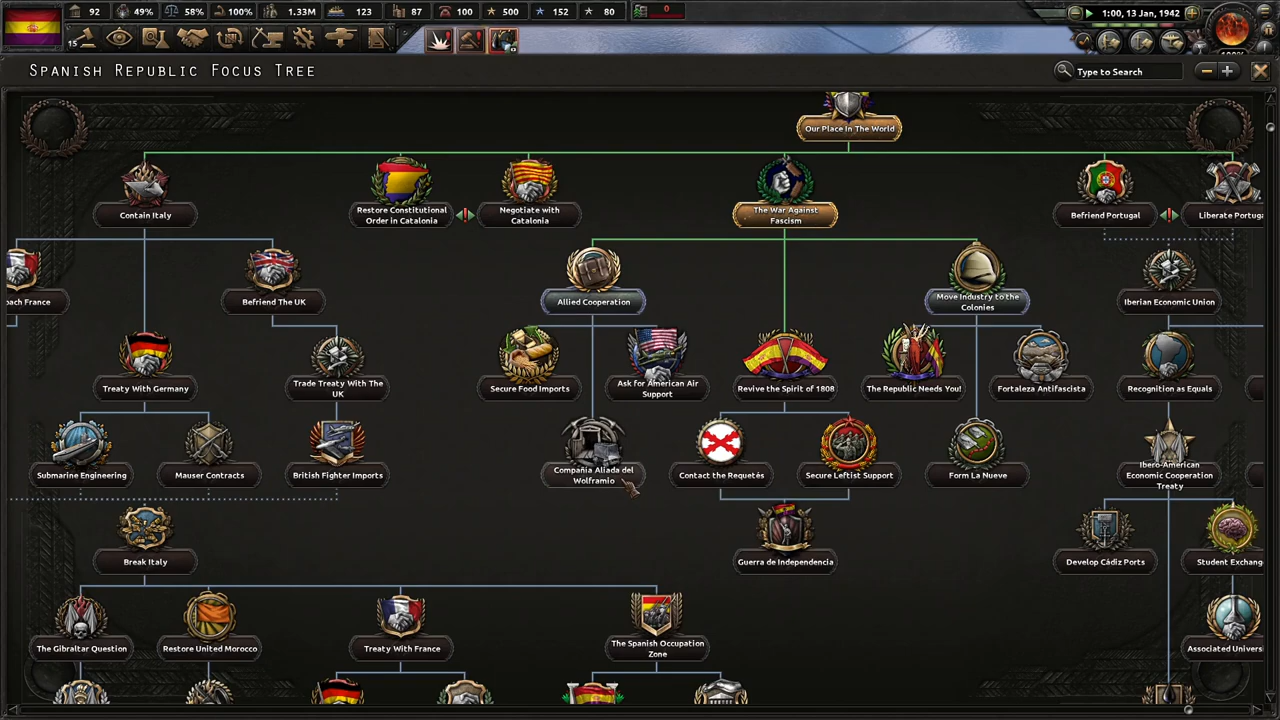 92 49% 58% 100% 1.33M 123 87 100 500 152 80 0
1:00, 13 Jan, 1942
15
100%
SPANISH REPUBLIC FOCUS TREE
Type to Search
Our Place In The World
Contain Italy
Restore Constitutional
Order in Catalonia
Negotiate with
Catalonia
The War Against
Fascism
Befriend Portugal
Liberate Portuga
oach France
Befriend The UK
Allied Cooperation
Move Industry to the
Colonies
Iberian Economic Union
Treaty With Germany
Trade Treaty With The
UK
Secure Food Imports
Ask for American Air
Support
Revive the Spirit of 1808
The Republic Needs You!
Fortaleza Antifascista
Recognition as Equals
Submarine Engineering
Mauser Contracts
British Fighter Imports
Compañia Aliada del
Wolframio
Contact the Requetés
Secure Leftist Support
Form La Nueve
Ibero-American
Economic Cooperation
Treaty
Break Italy
Guerra de Independencia
Develop Cádiz Ports
Student Exchang
The Gibraltar Question
Restore United Morocco
Treaty With France
The Spanish Occupation
Zone
Associated Universi